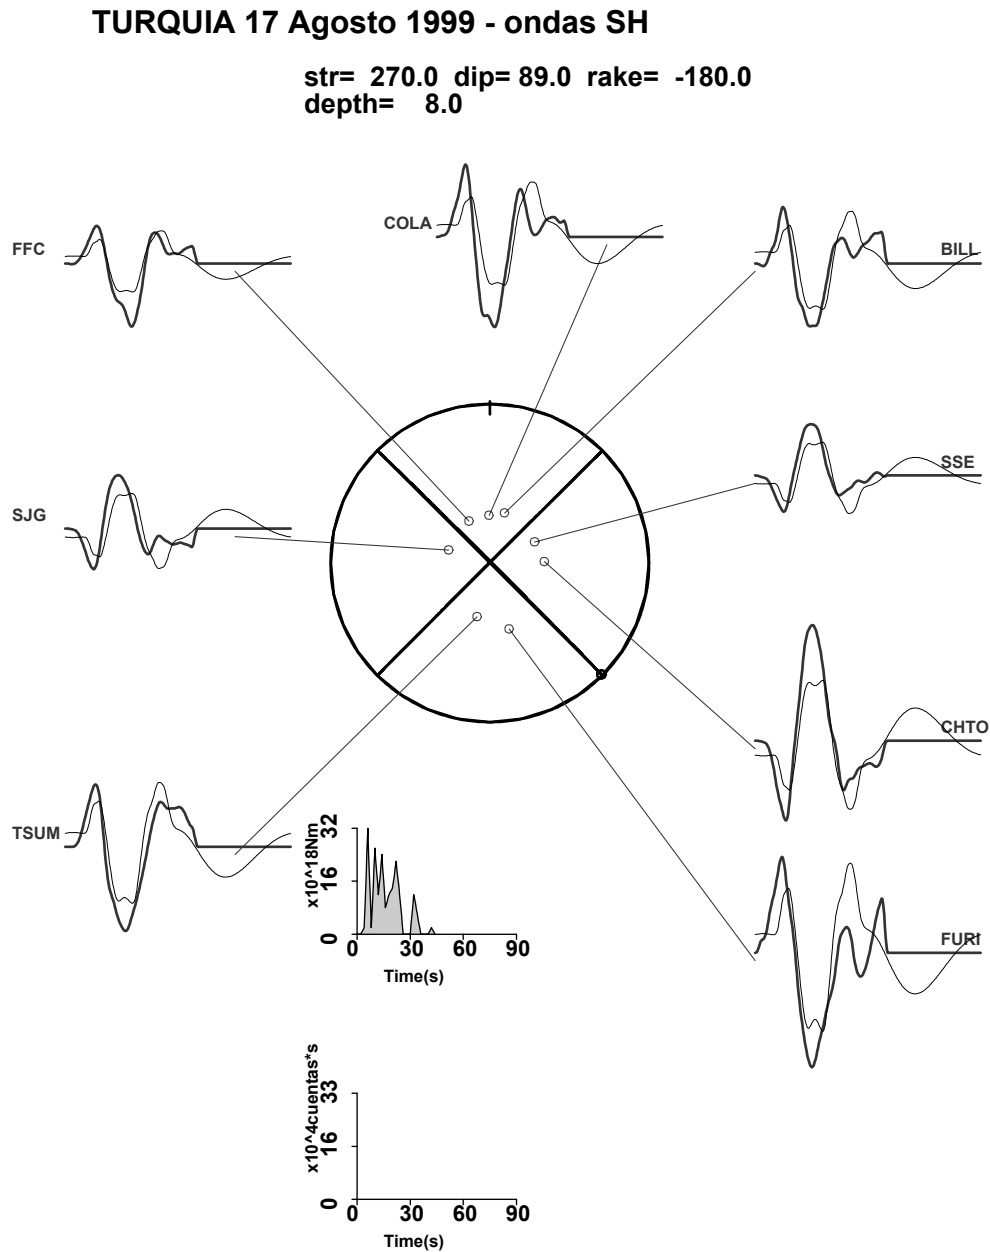 TURQUIA 17 Agosto 1999 - ondas SH
str= 270.0 dip= 89.0 rake= -180.0
depth= 8.0
FFC
COLA
BILL
SJG
SSE
CHTO
TSUM
FURI
x10^18Nm
32
16
0
0 30 60 90
Time(s)
x10^4cuentas*s
33
16
0
0 30 60 90
Time(s)